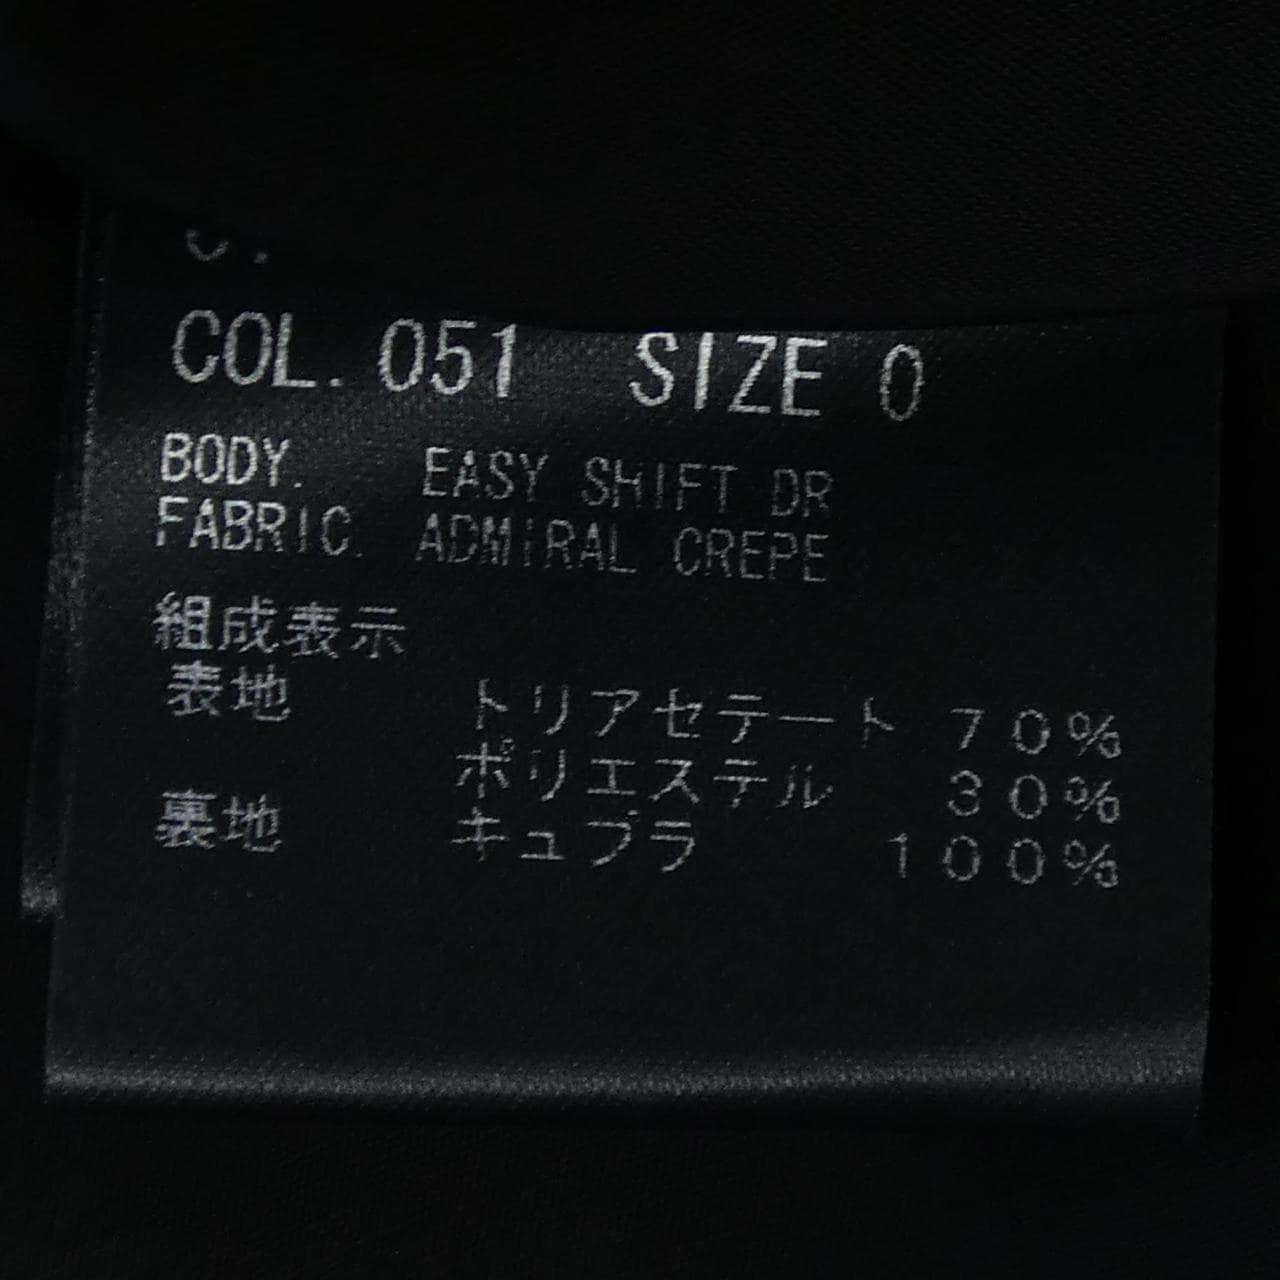 COL. 051 SIZE 0
BODY. EASY SHIFT DR
FABRIC. ADMIRAL CREPE
組成表示
表地 トリアセテート 70%
ポリエステル 30%
裏地 キュプラ 100%